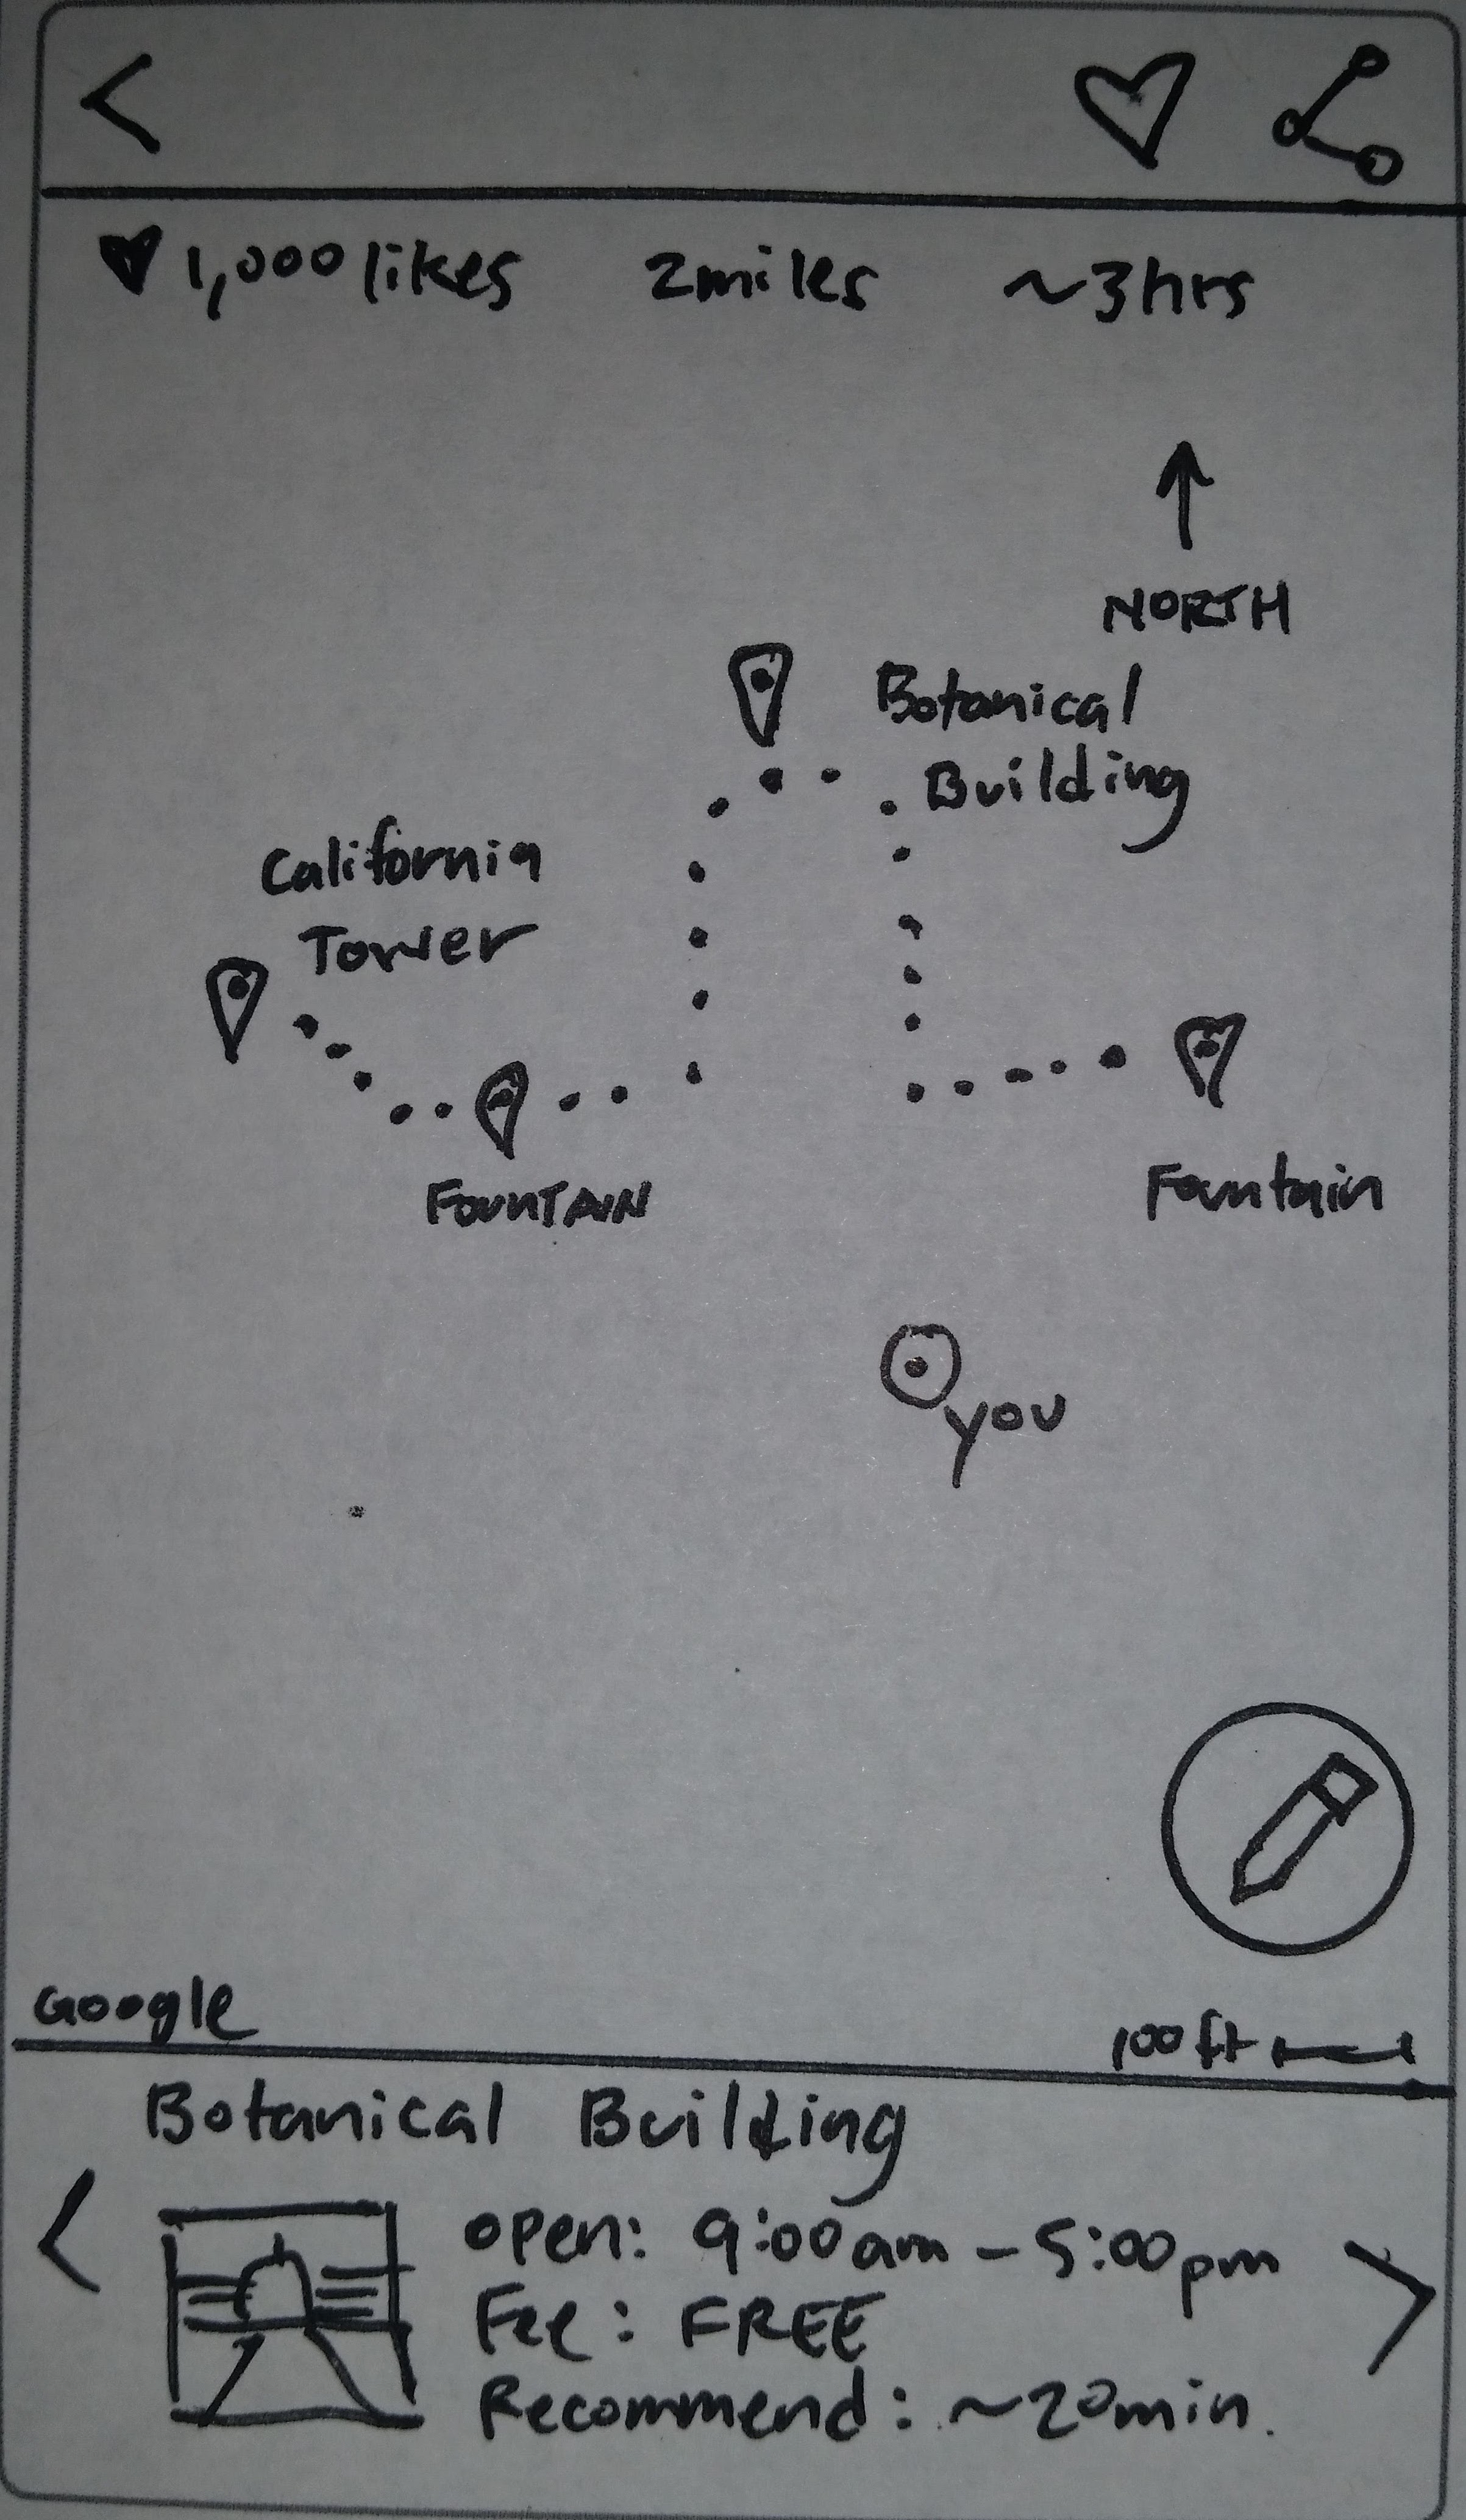 1,000 likes 2miles ~3hrs
NORTH
Botanical
Building
California
Tower
FOUNTAIN
Fountain
you
Google
100ft
Botanical Building
open: 9:00am - 5:00pm
Fee: FREE
Recommend: ~20min.